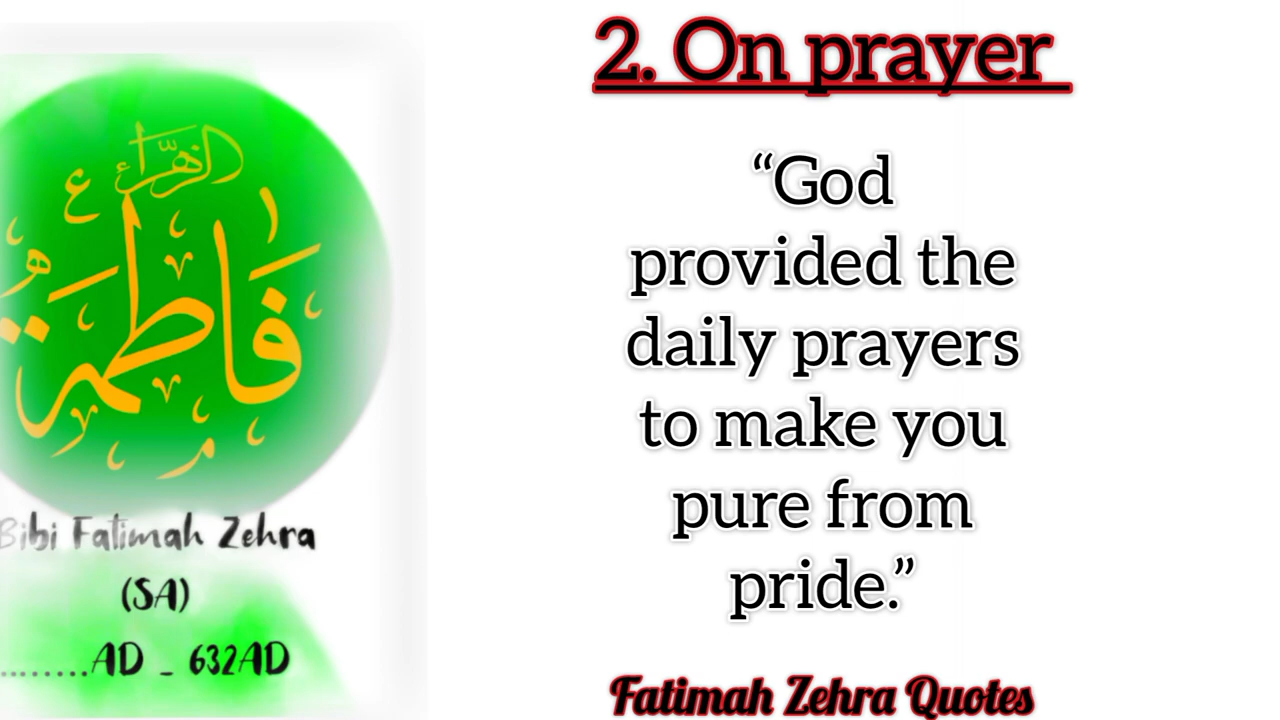 الزهراء
فاطمة
Bibi Fatimah Zehra
(SA)
........AD - 632AD
2. On prayer
“God
provided the
daily prayers
to make you
pure from
pride.”
Fatimah Zehra Quotes